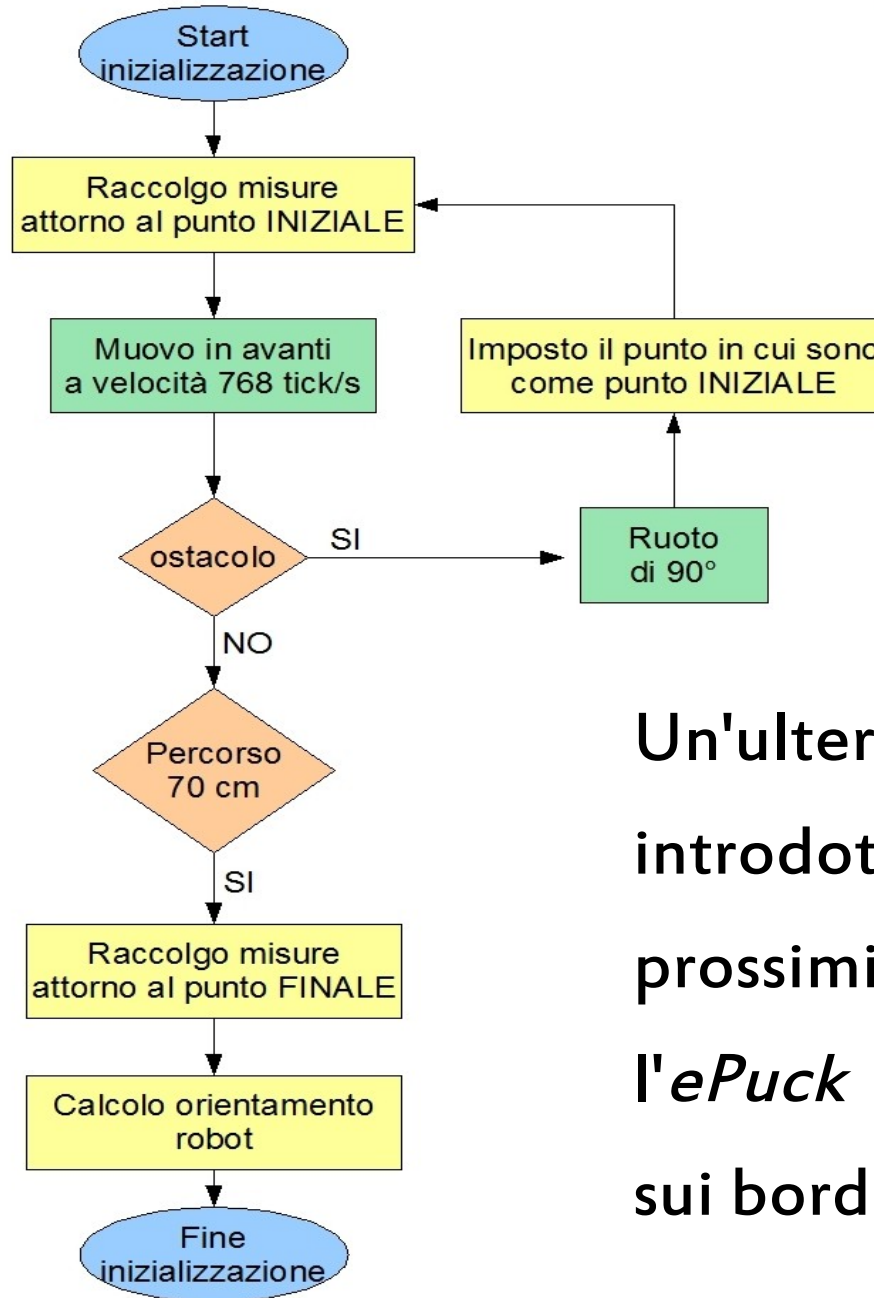 Start
inizializzazione
Raccolgo misure
attorno al punto INIZIALE
Muovo in avanti
a velocità 768 tick/s
Imposto il punto in cui sono
come punto INIZIALE
ostacolo
SI
Ruoto
di 90°
NO
Percorso
70 cm
SI
Raccolgo misure
attorno al punto FINALE
Calcolo orientamento
robot
Fine
inizializzazione
Un'ulter
introdot
prossimi
l'ePuck
sui bord